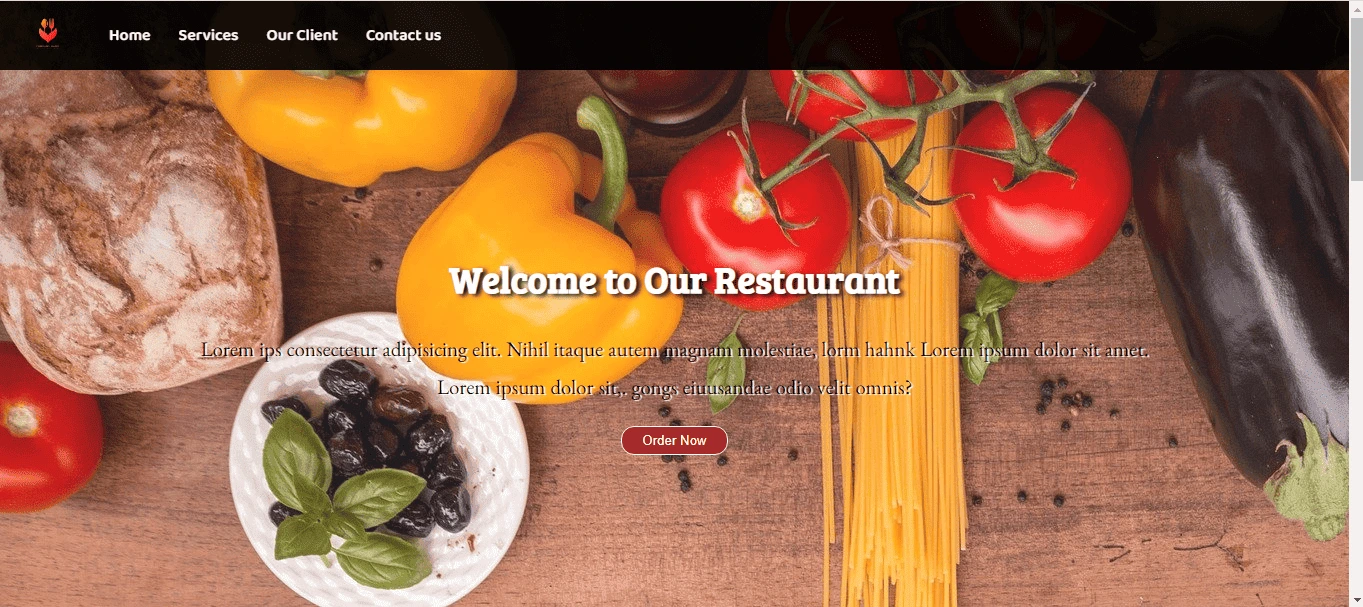 Home Services Our Client Contact us
Welcome to Our Restaurant
Lorem ips consectetur adipisicing elit. Nihil itaque autem magnam molestiae, lorm hahnk Lorem ipsum dolor sit amet.
Lorem ipsum dolor sit,. gongs eiuusandae odio velit omnis?
Order Now